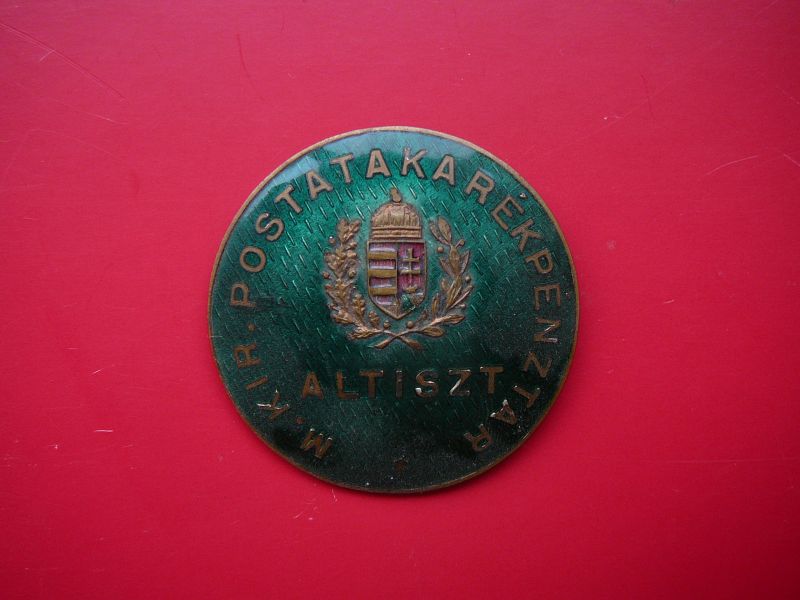 M. KIR. POSTATAKARÉKPÉNZTÁR
ALTISZT